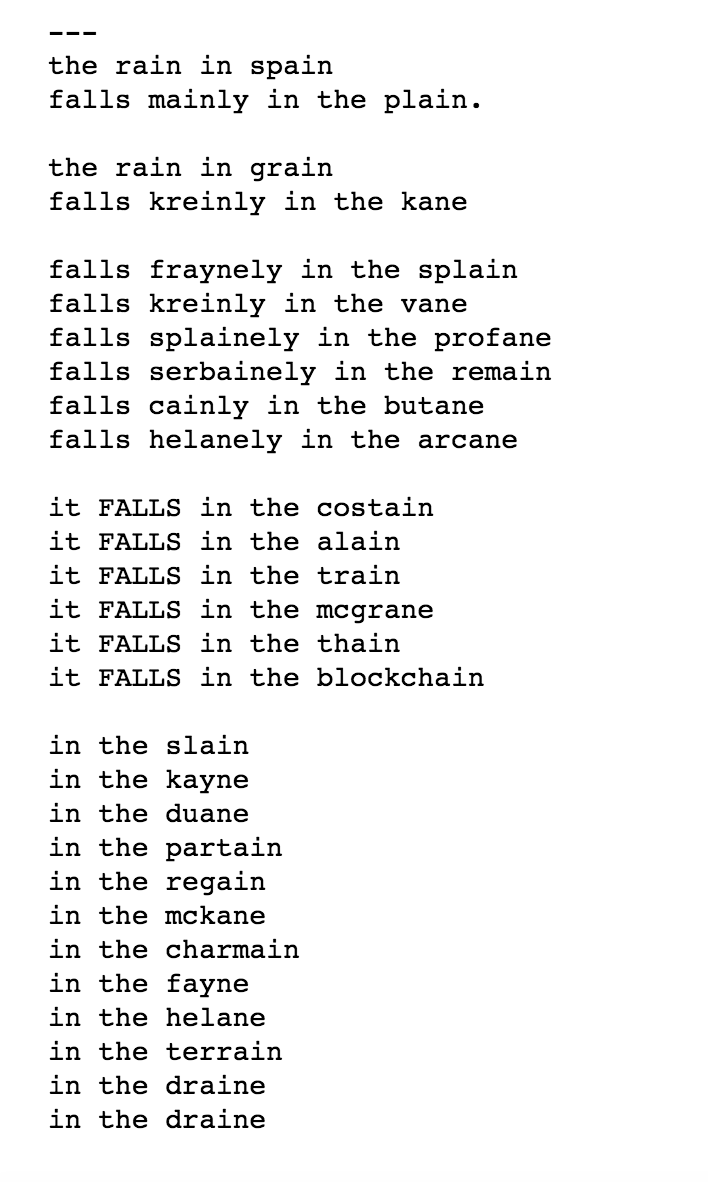 ---
the rain in spain
falls mainly in the plain.

the rain in grain
falls kreinly in the kane

falls fraynely in the splain
falls kreinly in the vane
falls splainely in the profane
falls serbainely in the remain
falls cainly in the butane
falls helanely in the arcane

it FALLS in the costain
it FALLS in the alain
it FALLS in the train
it FALLS in the mcgrane
it FALLS in the thain
it FALLS in the blockchain

in the slain
in the kayne
in the duane
in the partain
in the regain
in the mckane
in the charmain
in the fayne
in the helane
in the terrain
in the draine
in the draine